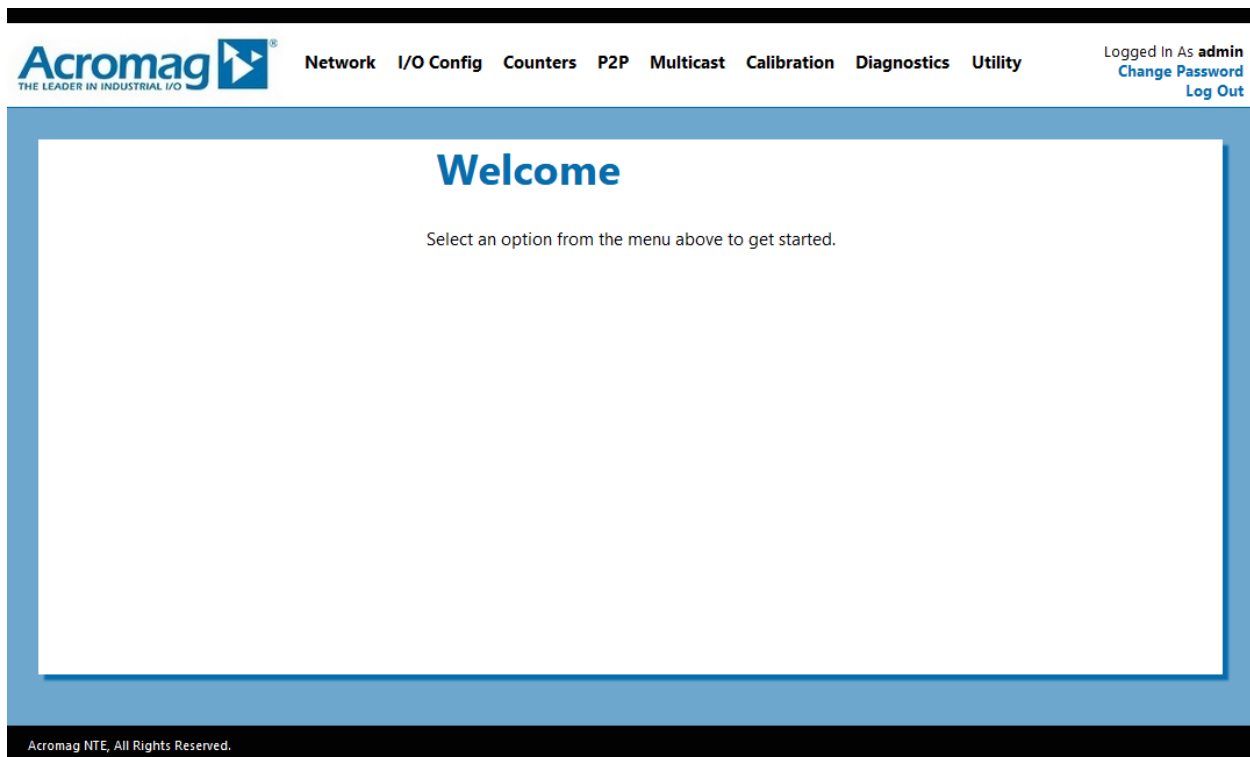 Acromag ®
THE LEADER IN INDUSTRIAL I/O
Network I/O Config Counters P2P Multicast Calibration Diagnostics Utility
Logged In As admin
Change Password
Log Out
Welcome
Select an option from the menu above to get started.
Acromag NTE, All Rights Reserved.